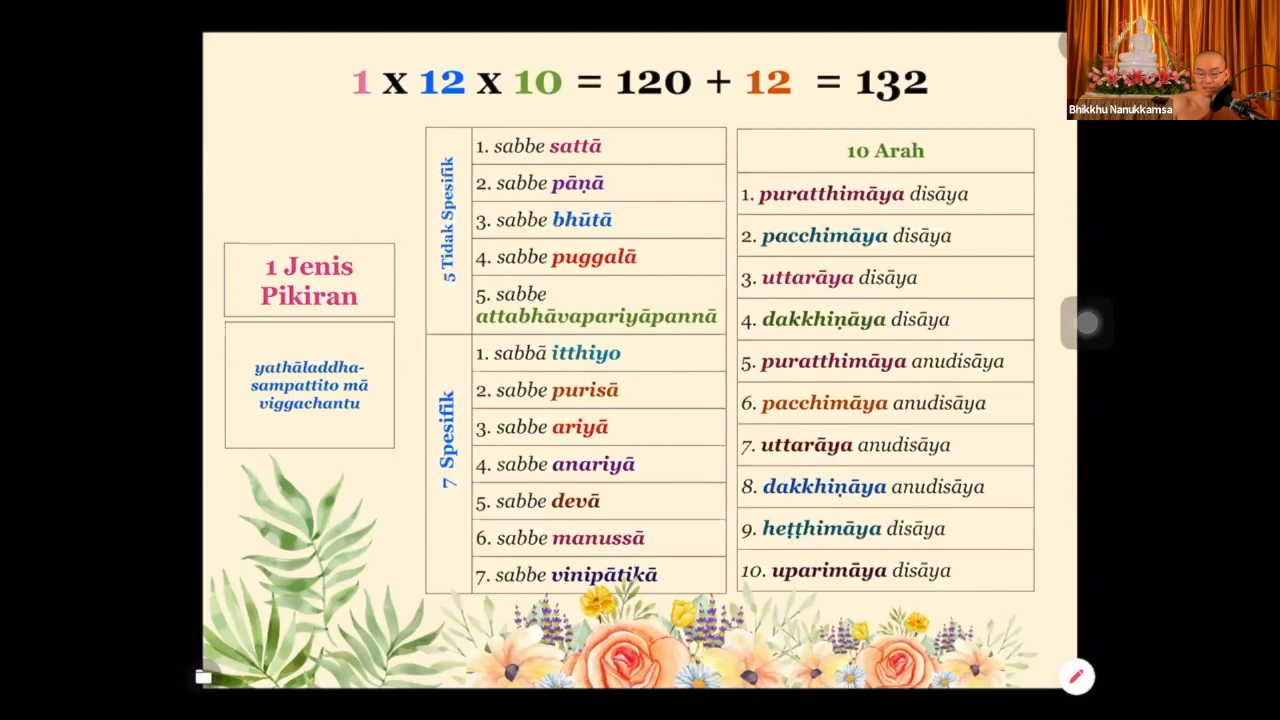 1 x 12 x 10 = 120 + 12 = 132
Bhikkhu Nanukkamsa
1 Jenis
Pikiran
yathāladdha-
sampattito mā
viggachantu
5 Tidak Spesifik
1. sabbe sattā
2. sabbe pāṇā
3. sabbe bhūtā
4. sabbe puggalā
5. sabbe
attabhāvapariyāpannā
7 Spesifik
1. sabbā itthiyo
2. sabbe purisā
3. sabbe ariyā
4. sabbe anariyā
5. sabbe devā
6. sabbe manussā
7. sabbe vinipātikā
10 Arah
1. puratthimāya disāya
2. pacchimāya disāya
3. uttarāya disāya
4. dakkhiṇāya disāya
5. puratthimāya anudisāya
6. pacchimāya anudisāya
7. uttarāya anudisāya
8. dakkhiṇāya anudisāya
9. heṭṭhimāya disāya
10. uparimāya disāya